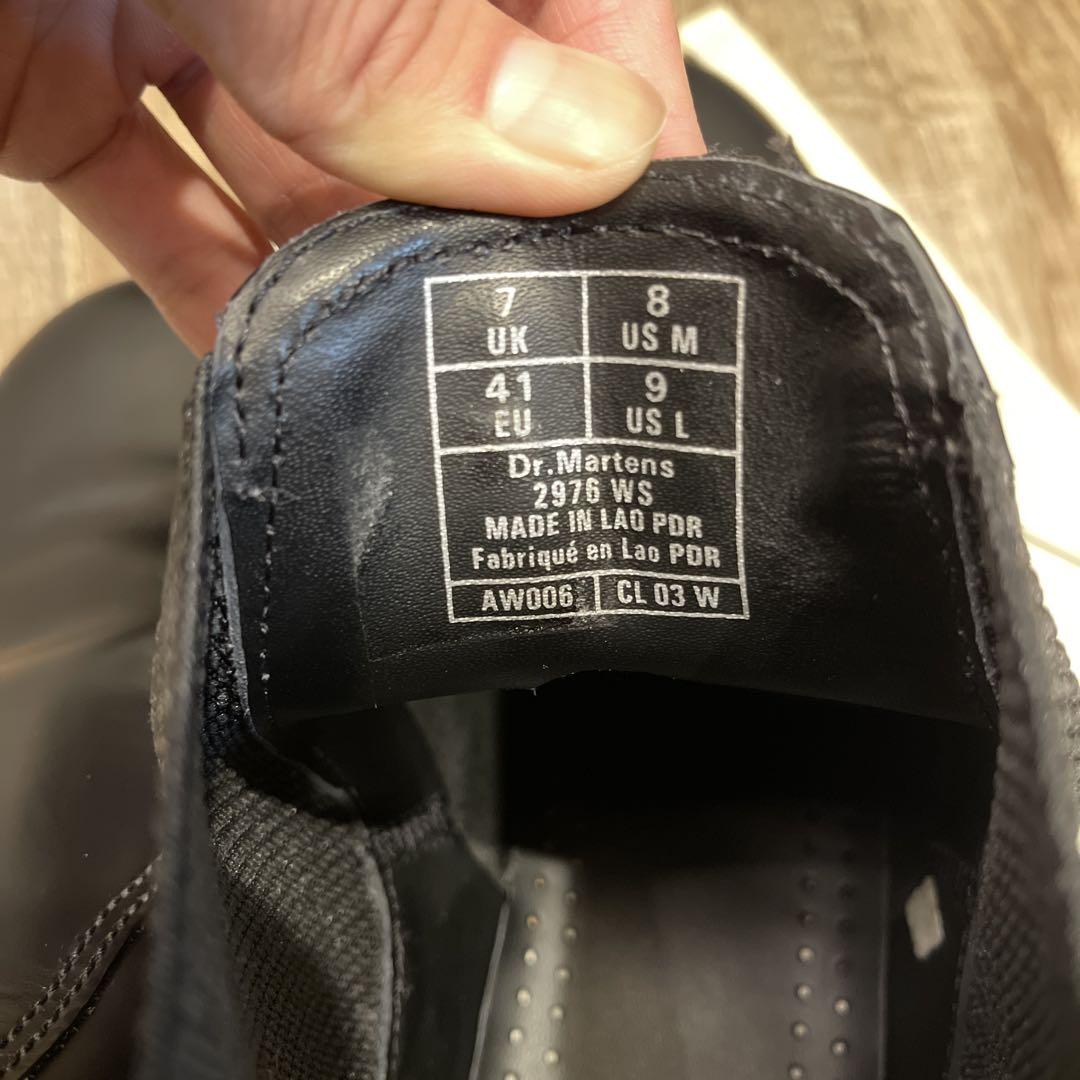 7 8
UK US M
41 9
EU US L
Dr.Martens
2976 WS
MADE IN LAO PDR
Fabriqué en Lao PDR
AW006 CL 03 W